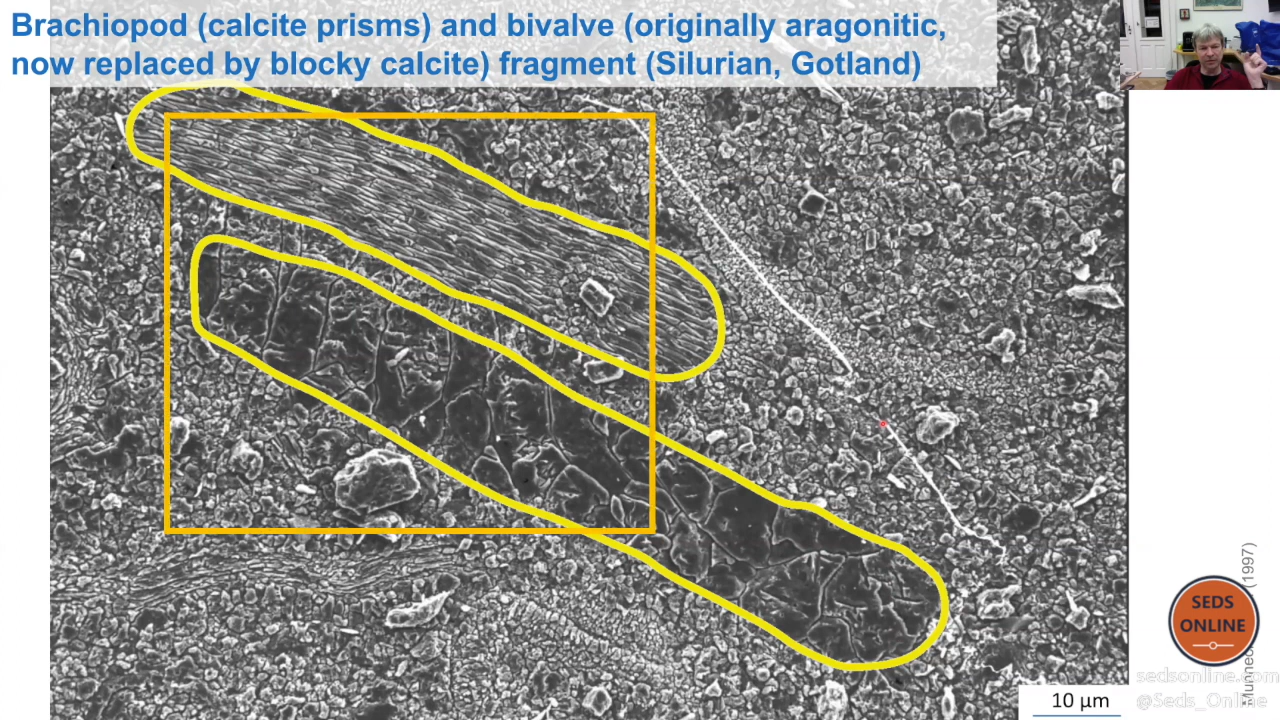 Brachiopod (calcite prisms) and bivalve (originally aragonitic,
now replaced by blocky calcite) fragment (Silurian, Gotland)
(1997)
SEDS
ONLINE
sedsonline.com
@Seds_Online
10 µm